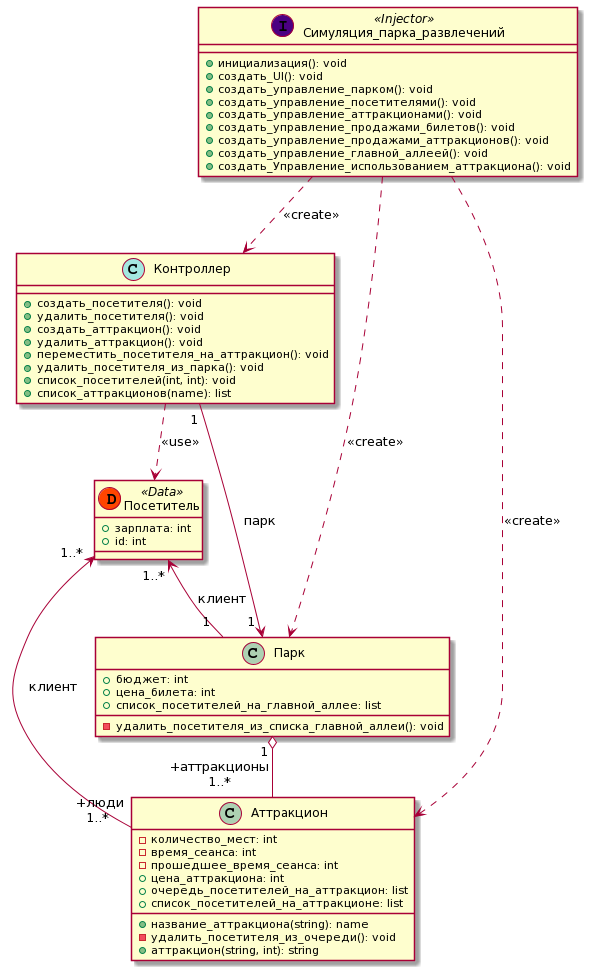 I
«Injector»
Симуляция_парка_развлечений
инициализация(): void
создать_UI(): void
создать_управление_парком(): void
создать_управление_посетителями(): void
создать_управление_аттракционами(): void
создать_управление_продажами_билетов(): void
создать_управление_продажами_аттракционов(): void
создать_управление_главной_аллеей(): void
создать_Управление_использованием_аттракциона(): void
«create»
C Контроллер
создать_посетителя(): void
удалить_посетителя(): void
создать_аттракцион(): void
удалить_аттракцион(): void
переместить_посетителя_на_аттракцион(): void
удалить_посетителя_из_парка(): void
список_посетителей(int, int): void
список_аттракционов(name): list
1
«use»
«create»
D
«Data»
Посетитель
зарплата: int
id: int
парк
«create»
1..*
1..*
клиент
1
1
C Парк
бюджет: int
цена_билета: int
список_посетителей_на_главной_аллее: list
удалить_посетителя_из_списка_главной_аллеи(): void
клиент
1
+аттракционы
1..*
+люди
1..*
C Аттракцион
количество_мест: int
время_сеанса: int
прошедшее_время_сеанса: int
цена_аттракциона: int
очередь_посетителей_на_аттракцион: list
список_посетителей_на_аттракционе: list
название_аттракциона(string): name
удалить_посетителя_из_очереди(): void
аттракцион(string, int): string